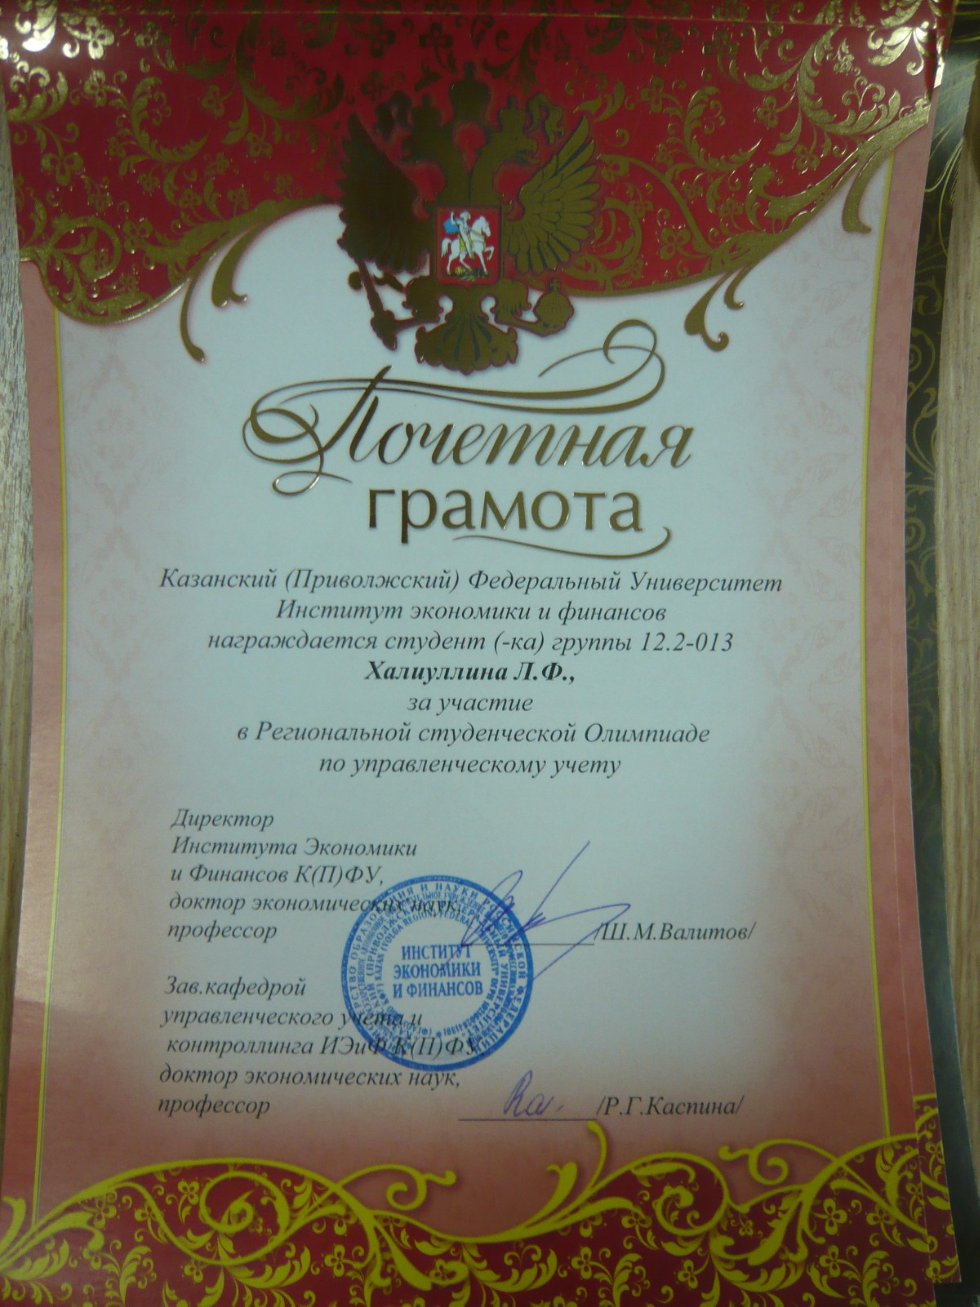 Почетная
грамота
Казанский (Приволжский) Федеральный Университет
Институт экономики и финансов
награждается студент (-ка) группы 12.2-013
Халиуллина Л.Ф.,
за участие
в Региональной студенческой Олимпиаде
по управленческому учету
Директор
Института Экономики
и Финансов К(П)ФУ,
доктор экономических наук,
профессор /Ш.М.Валитов/
ИНСТИТУТ
ЭКОНОМИКИ
И ФИНАНСОВ
Зав.кафедрой
управленческого учета и
контроллинга ИЭиФ К(П)ФУ,
доктор экономических наук,
профессор /Р.Г.Каспина/